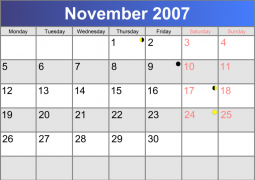 November 2007
Monday Tuesday Wednesday Thursday Friday Saturday Sunday
1 2 3 4
5 6 7 8 9 10 11
12 13 14 15 16 17 18
19 20 21 22 23 24 25
26 27 28 29 30